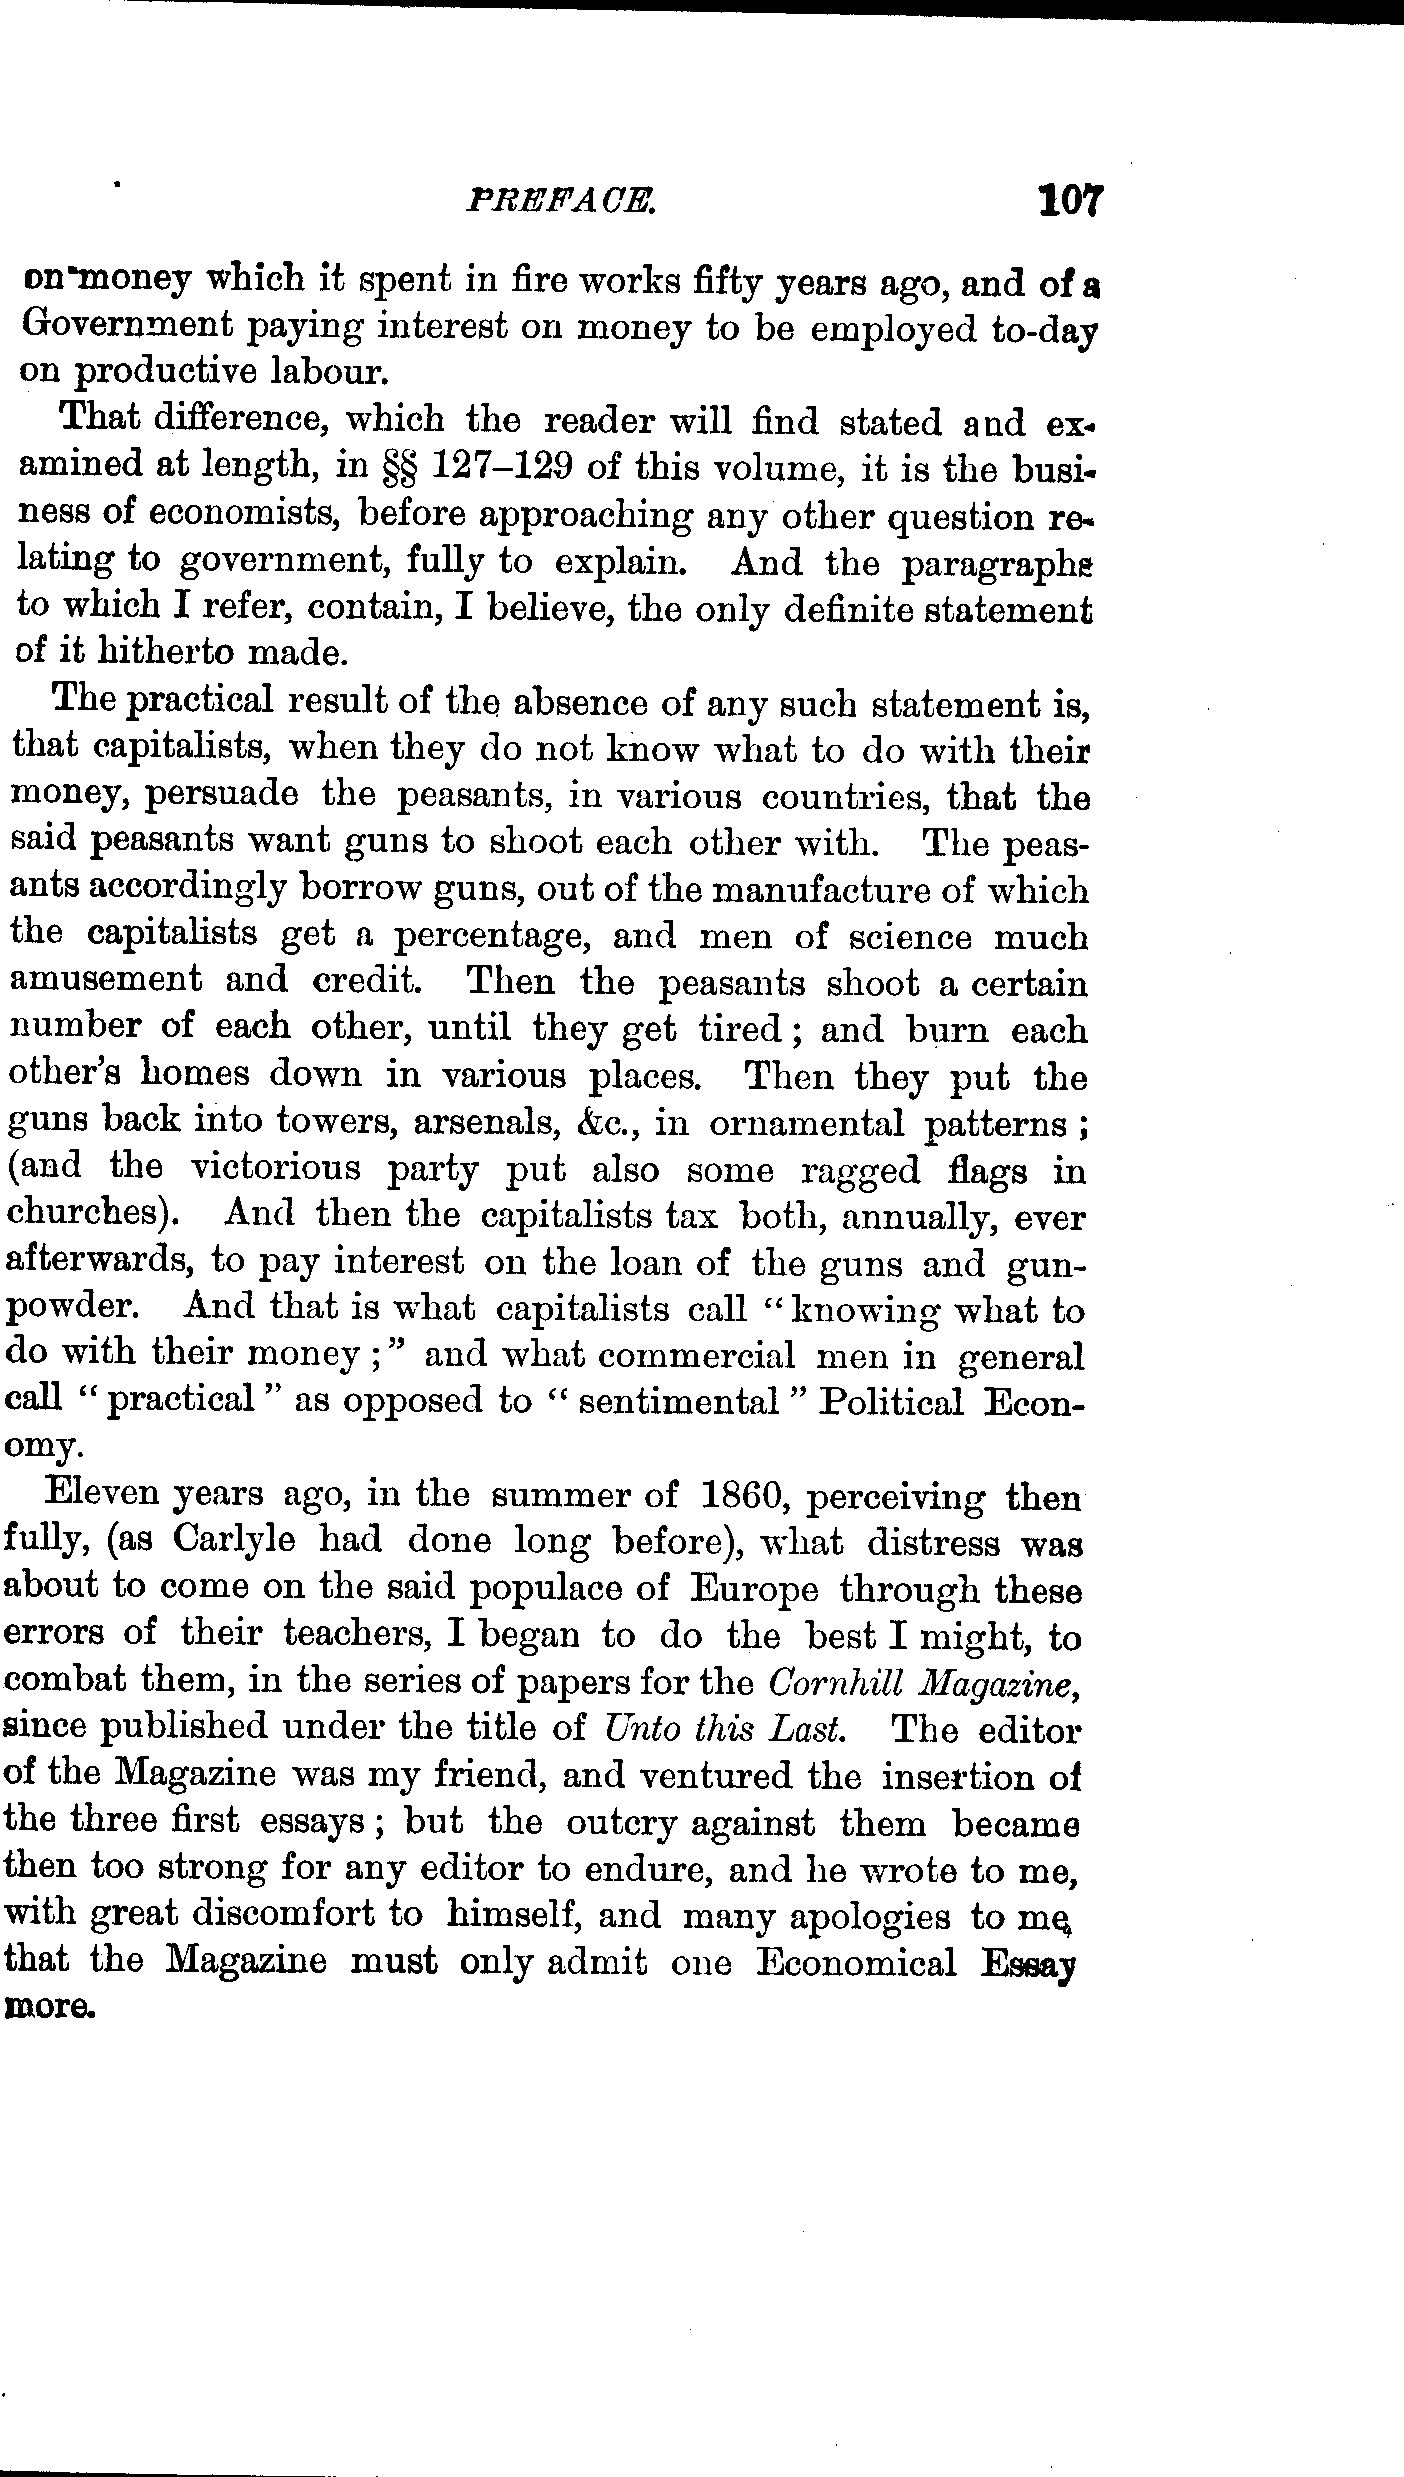 PREFACE. 107
on money which it spent in fire works fifty years ago, and of a
Government paying interest on money to be employed to-day
on productive labour.
That difference, which the reader will find stated and ex-
amined at length, in §§ 127–129 of this volume, it is the busi-
ness of economists, before approaching any other question re-
lating to government, fully to explain. And the paragraphs
to which I refer, contain, I believe, the only definite statement
of it hitherto made.
The practical result of the absence of any such statement is,
that capitalists, when they do not know what to do with their
money, persuade the peasants, in various countries, that the
said peasants want guns to shoot each other with. The peas-
ants accordingly borrow guns, out of the manufacture of which
the capitalists get a percentage, and men of science much
amusement and credit. Then the peasants shoot a certain
number of each other, until they get tired ; and burn each
other's homes down in various places. Then they put the
guns back into towers, arsenals, &c., in ornamental patterns ;
(and the victorious party put also some ragged flags in
churches). And then the capitalists tax both, annually, ever
afterwards, to pay interest on the loan of the guns and gun-
powder. And that is what capitalists call “ knowing what to
do with their money ;” and what commercial men in general
call “ practical ” as opposed to “ sentimental ” Political Econ-
omy.
Eleven years ago, in the summer of 1860, perceiving then
fully, (as Carlyle had done long before), what distress was
about to come on the said populace of Europe through these
errors of their teachers, I began to do the best I might, to
combat them, in the series of papers for the Cornhill Magazine,
since published under the title of Unto this Last. The editor
of the Magazine was my friend, and ventured the insertion of
the three first essays ; but the outcry against them became
then too strong for any editor to endure, and he wrote to me,
with great discomfort to himself, and many apologies to me,
that the Magazine must only admit one Economical Essay
more.